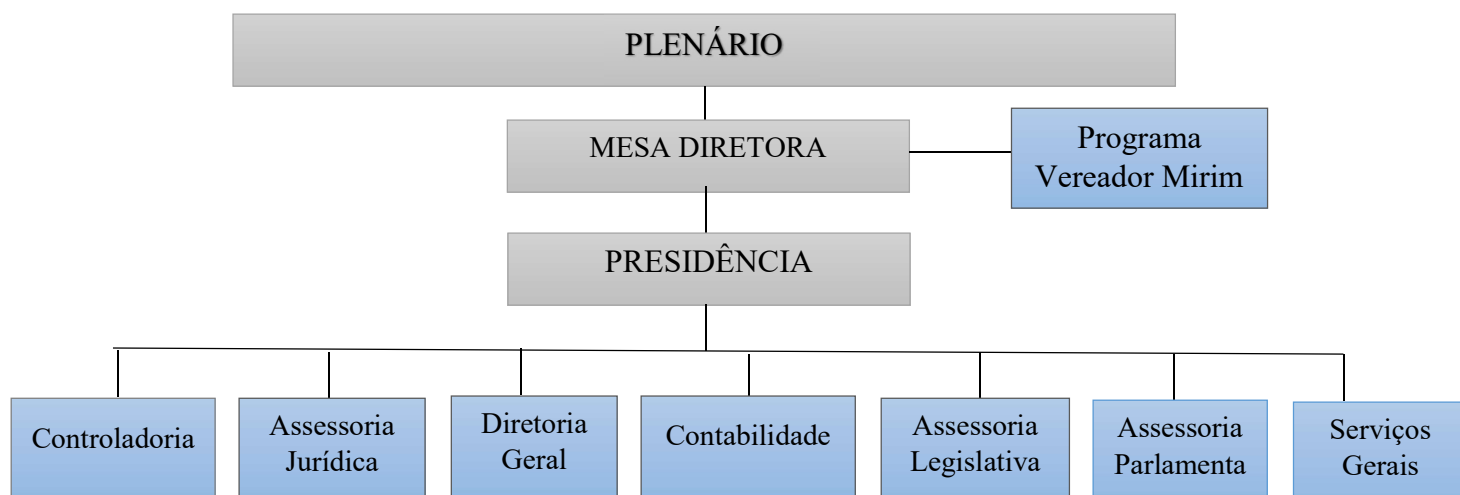 PLENÁRIO
MESA DIRETORA
Programa
Vereador Mirim
PRESIDÊNCIA
Controladoria
Assessoria
Jurídica
Diretoria
Geral
Contabilidade
Assessoria
Legislativa
Assessoria
Parlamenta
Serviços
Gerais